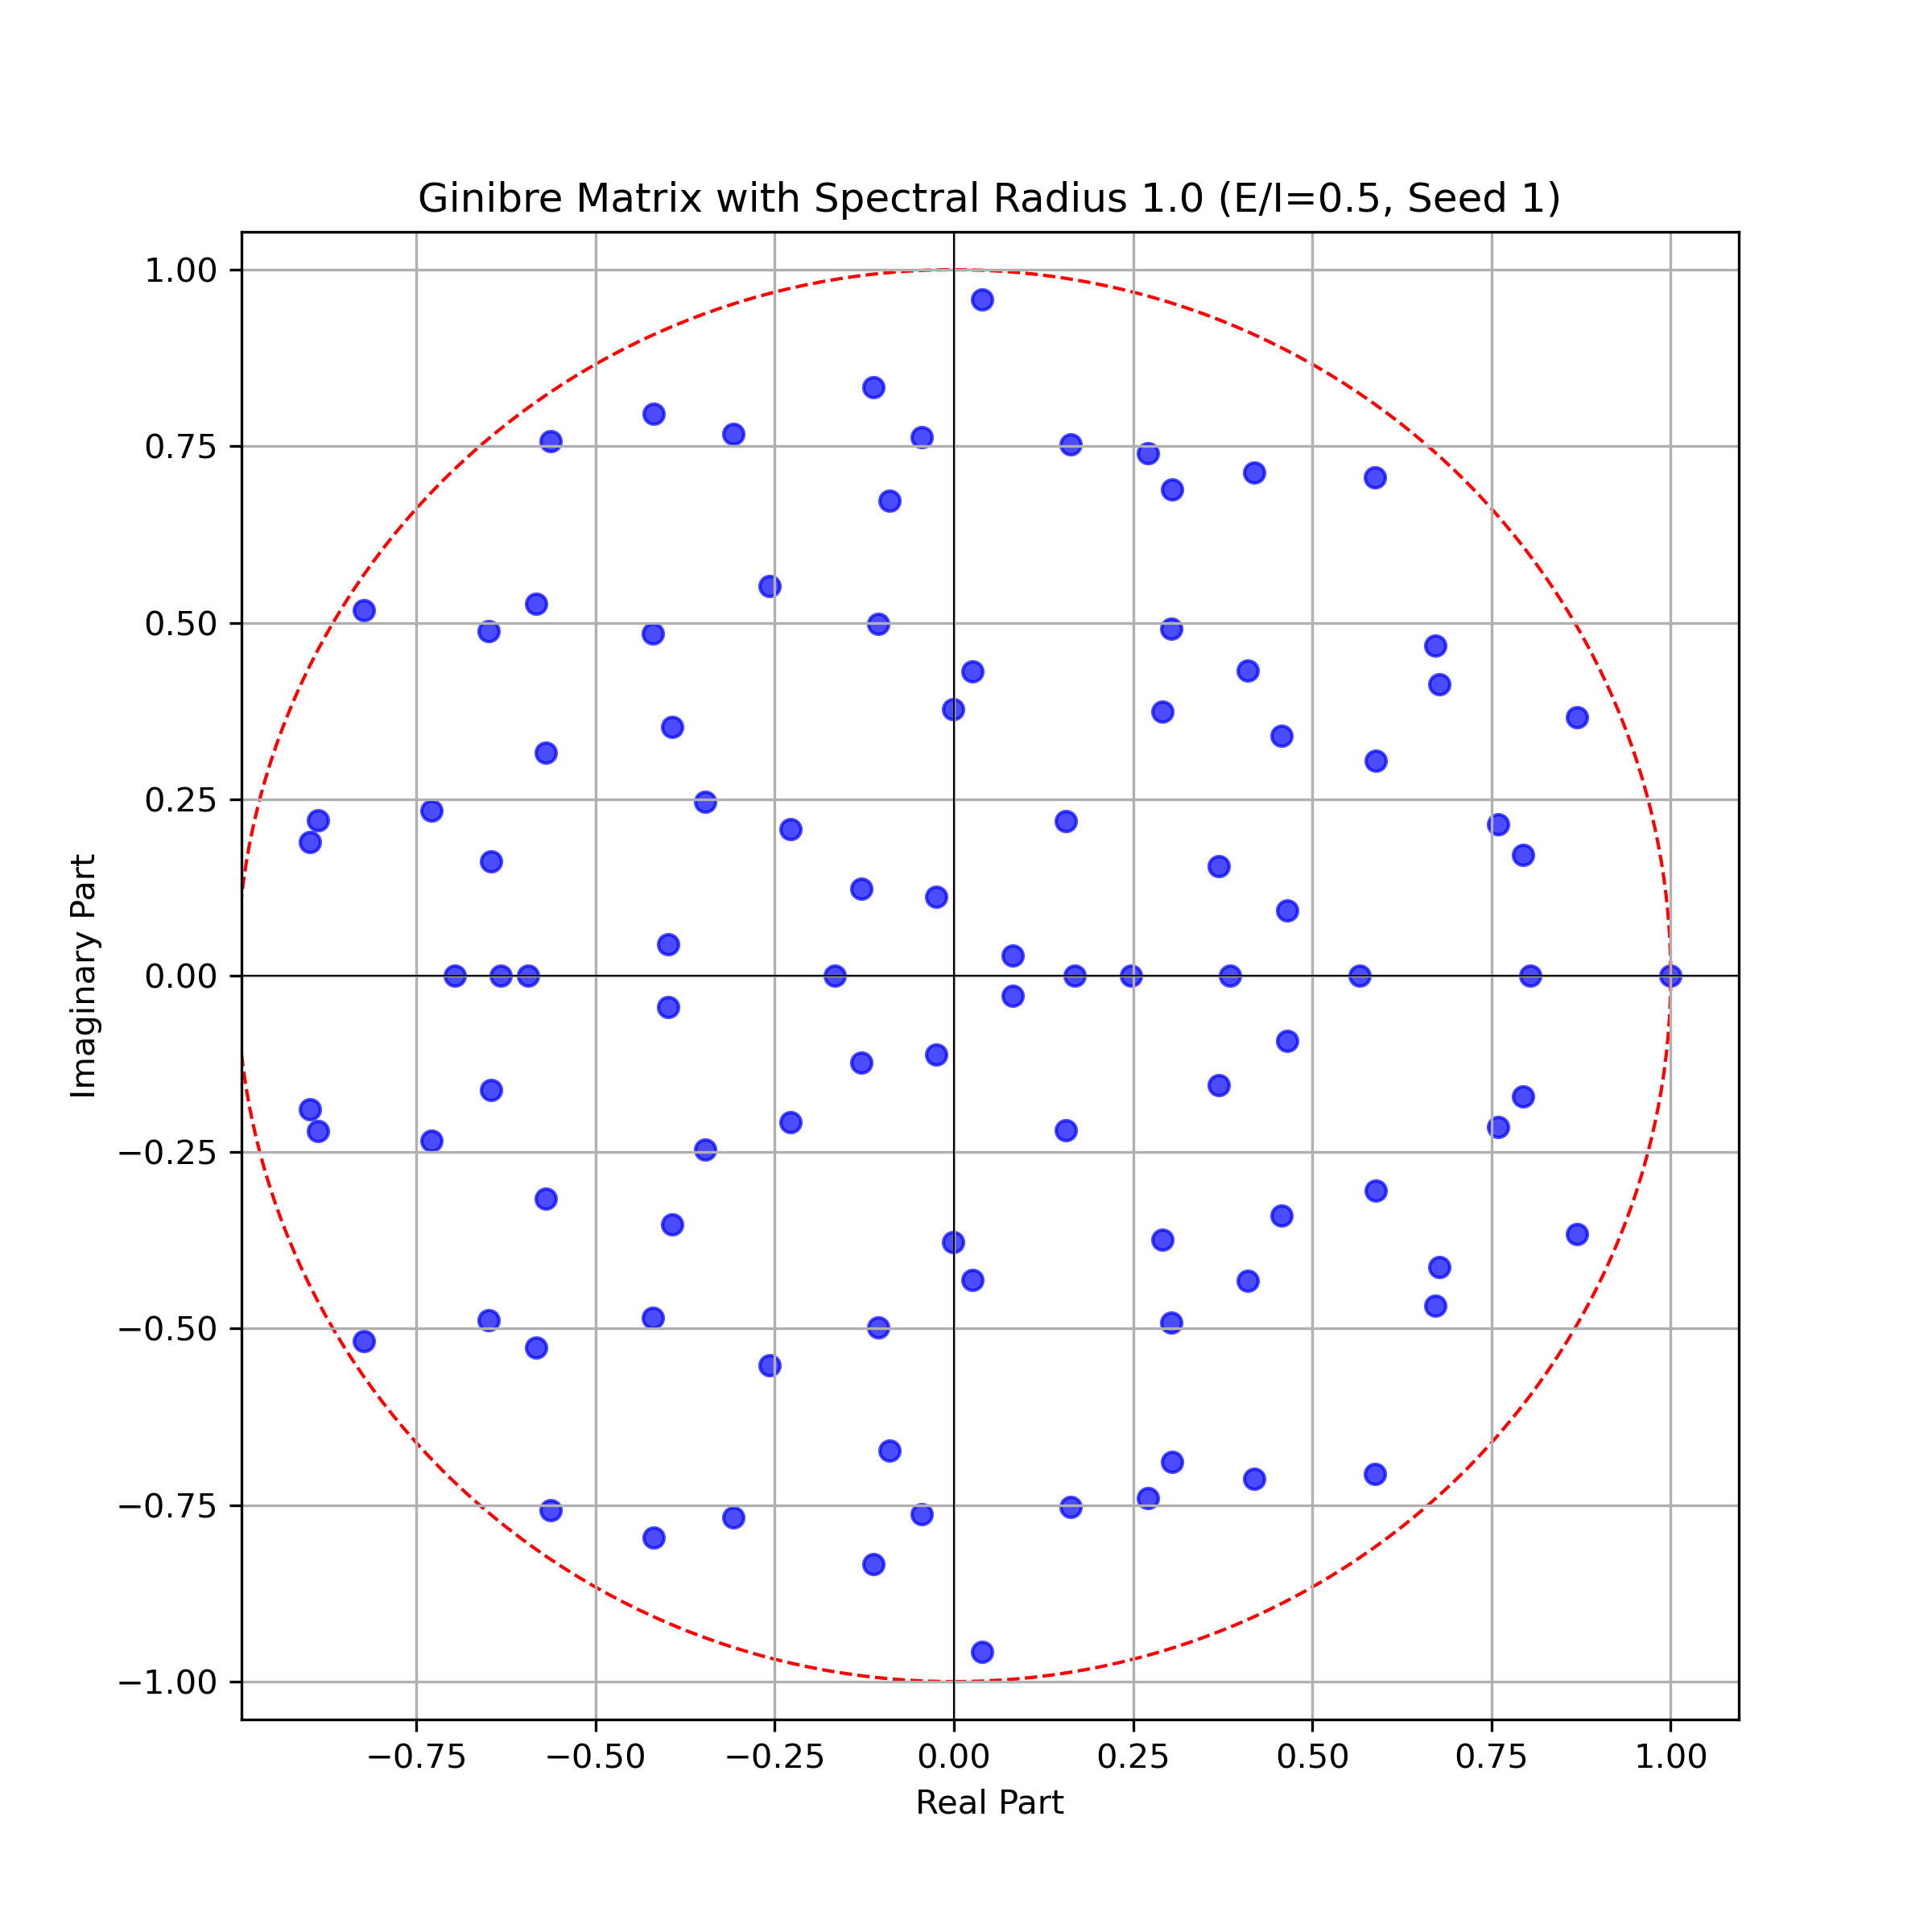 Ginibre Matrix with Spectral Radius 1.0 (E/I=0.5, Seed 1)
1.00
0.75
0.50
0.25
0.00
−0.25
−0.50
−0.75
−1.00
Imaginary Part
−0.75 −0.50 −0.25 0.00 0.25 0.50 0.75 1.00
Real Part